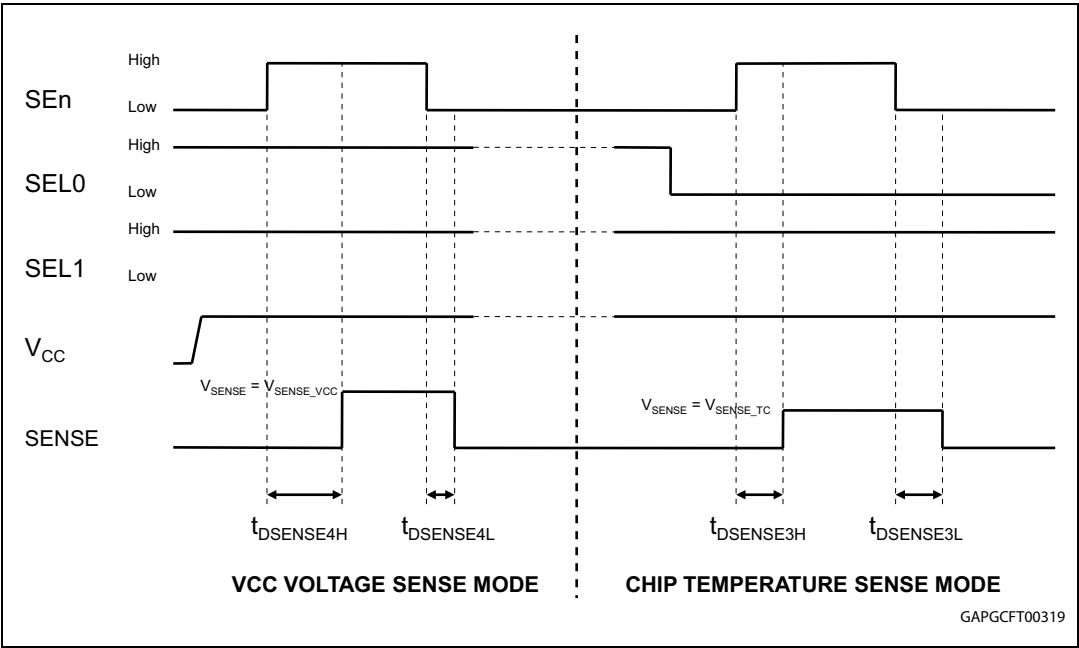 High
SEn
Low
High
SEL0
Low
High
SEL1
Low
VCC
VSENSE = VSENSE_VCC
VSENSE = VSENSE_TC
SENSE
tDSENSE4H
tDSENSE4L
tDSENSE3H
tDSENSE3L
VCC VOLTAGE SENSE MODE
CHIP TEMPERATURE SENSE MODE
GAPGCFT00319